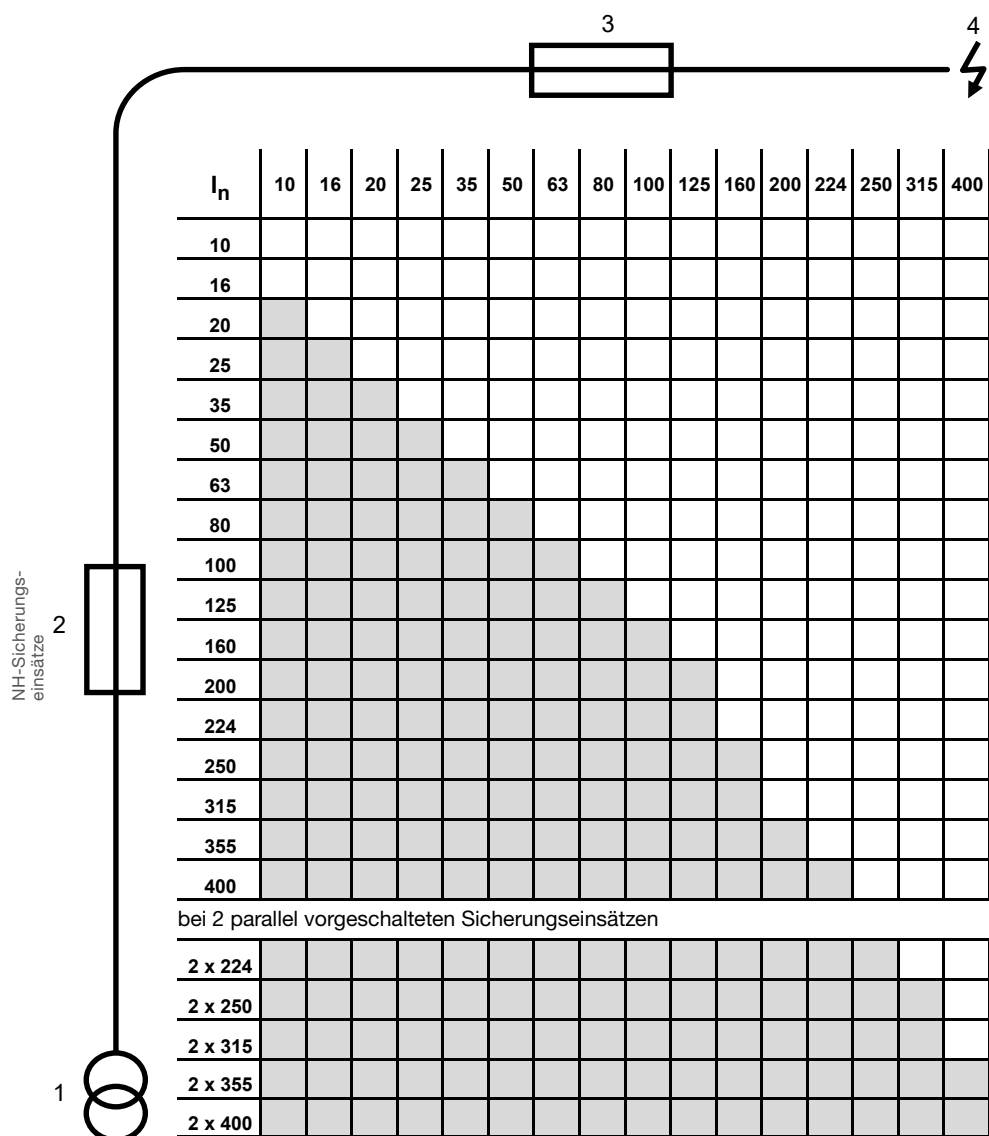 3
4
In 10 16 20 25 35 50 63 80 100 125 160 200 224 250 315 400
10
16
20
25
35
50
63
80
100
125
160
200
224
250
315
355
400
NH-Sicherungs-
einsätze
2
bei 2 parallel vorgeschalteten Sicherungseinsätzen
2 x 224
2 x 250
2 x 315
2 x 355
2 x 400
1